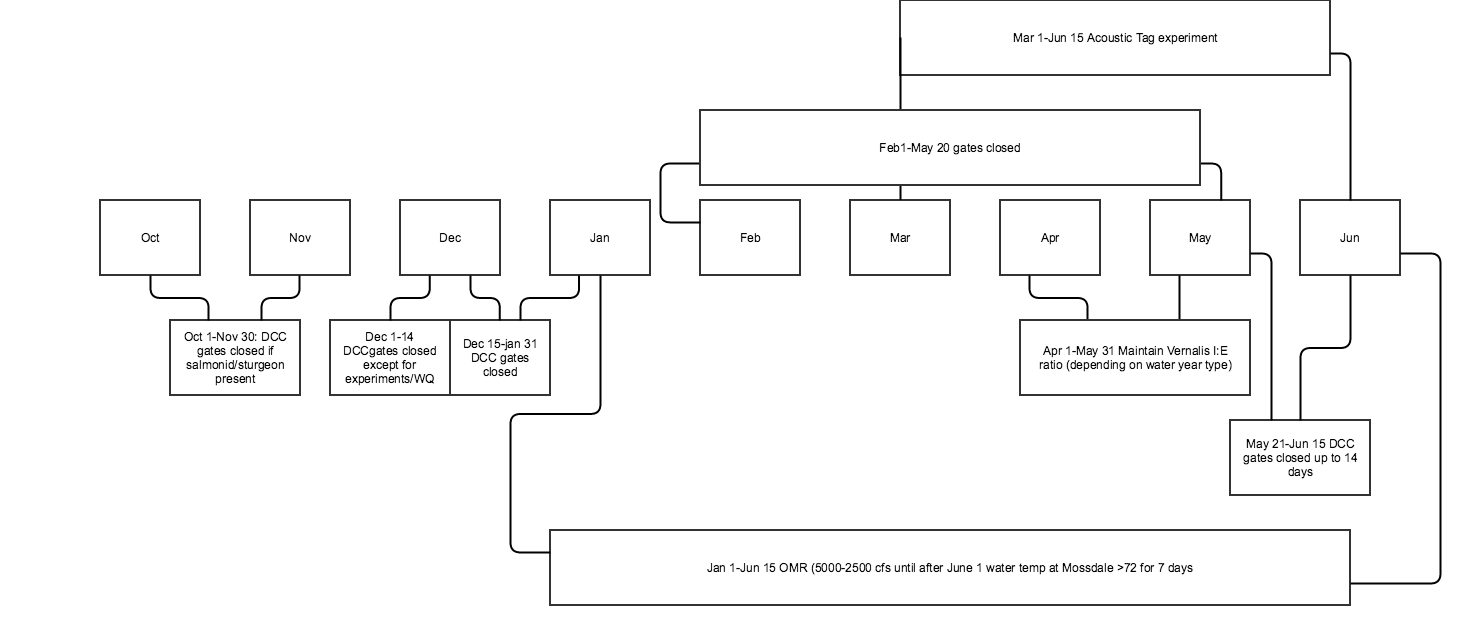 Mar 1-Jun 15 Acoustic Tag experiment
Feb1-May 20 gates closed
Oct
Nov
Dec
Jan
Feb
Mar
Apr
May
Jun
Oct 1-Nov 30: DCC
gates closed if
salmonid/sturgeon
present
Dec 1-14
DCCgates closed
except for
experiments/WQ
Dec 15-jan 31
DCC gates
closed
Apr 1-May 31 Maintain Vernalis I:E
ratio (depending on water year type)
May 21-Jun 15 DCC
gates closed up to 14
days
Jan 1-Jun 15 OMR (5000-2500 cfs until after June 1 water temp at Mossdale >72 for 7 days